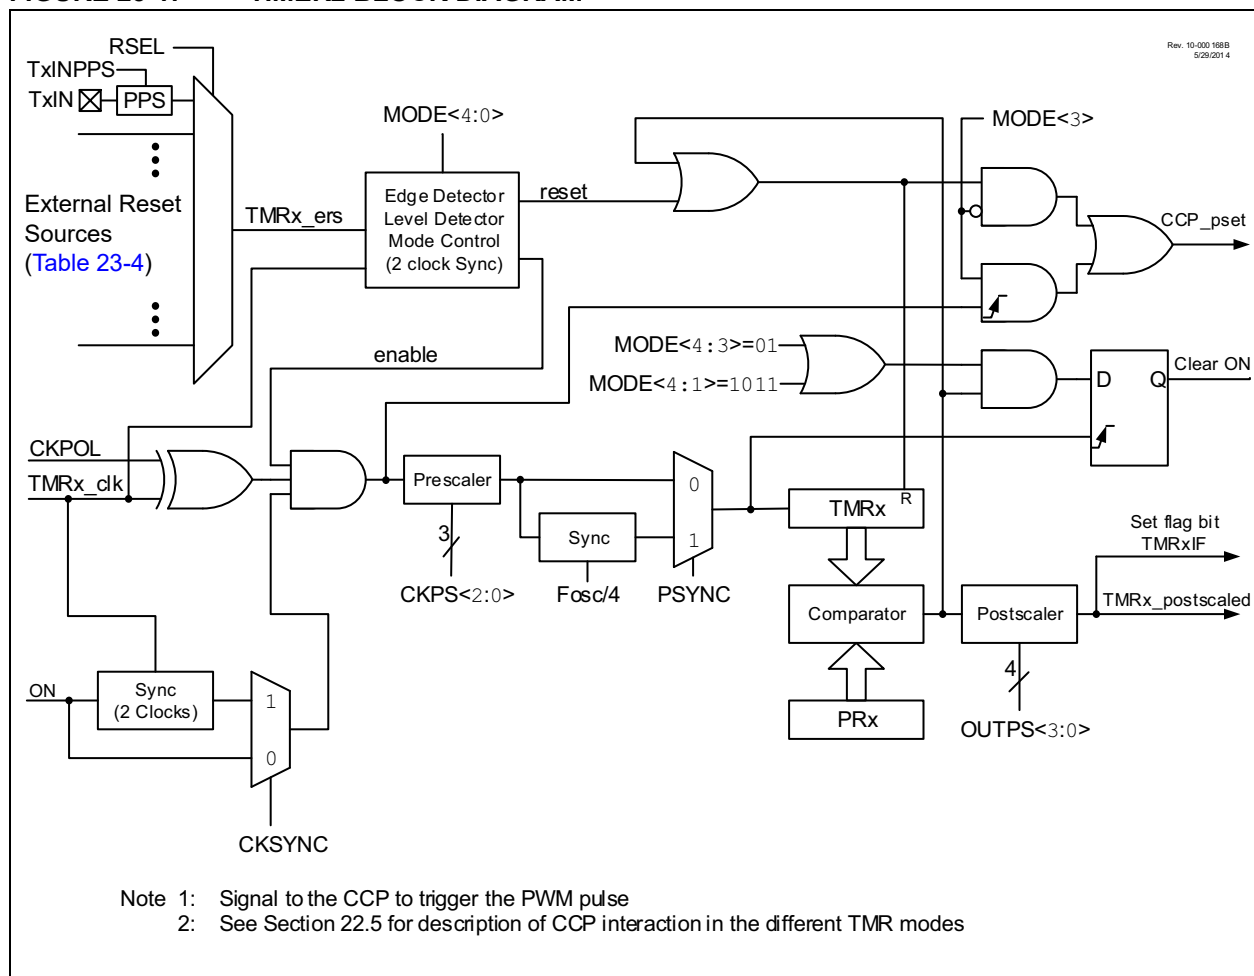 Rev. 10-000 168B
5/29/201 4
RSEL
TxINPPS
TxIN
PPS
MODE<4:0>
MODE<3>
External Reset
Sources
(Table 23-4)
TMRx_ers
Edge Detector
Level Detector
Mode Control
(2 clock Sync)
reset
CCP_pset
enable
MODE<4:3>=01
MODE<4:1>=1011
D
Q
Clear ON
CKPOL
TMRx_clk
Prescaler
0
1
3
Sync
CKPS<2:0>
Fosc/4
PSYNC
TMRx
R
Set flag bit
TMRxIF
Comparator
Postscaler
TMRx_postscaled
4
PRx
OUTPS<3:0>
ON
Sync
(2 Clocks)
1
0
CKSYNC
Note 1: Signal to the CCP to trigger the PWM pulse
2: See Section 22.5 for description of CCP interaction in the different TMR modes